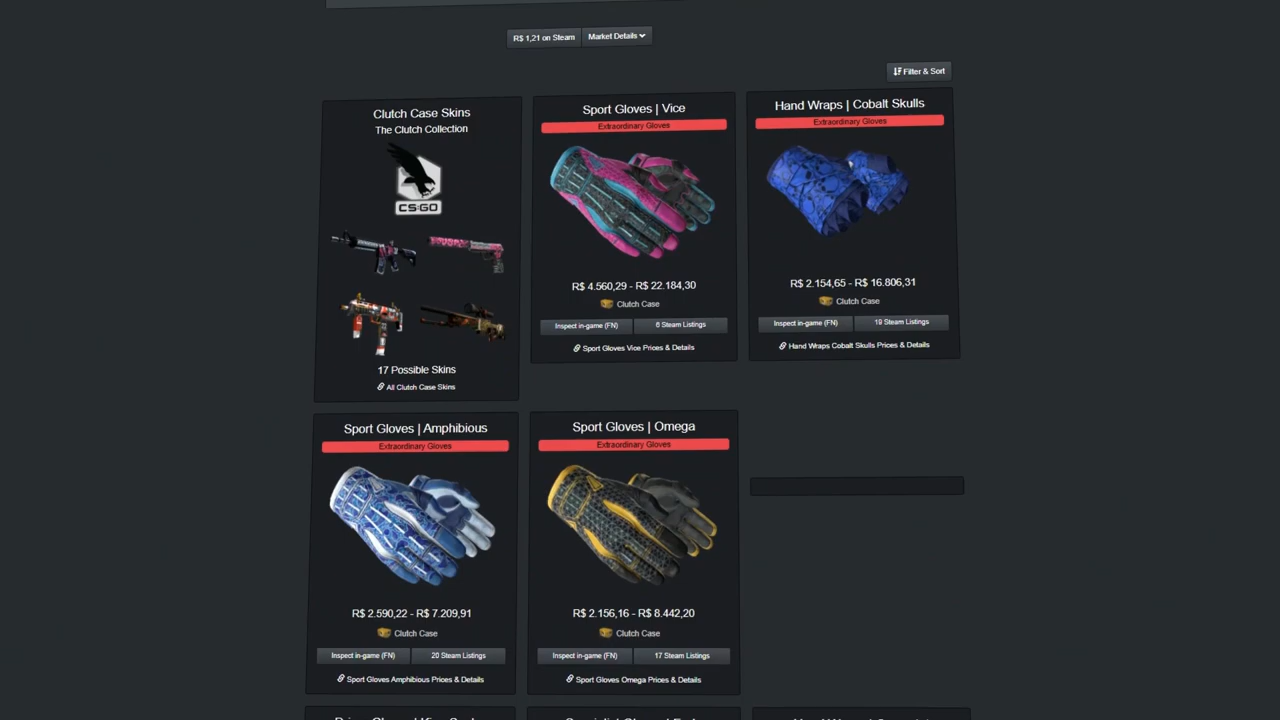 R$ 1,21 on Steam
Market Details
Filter & Sort
Clutch Case Skins
The Clutch Collection
CS:GO
17 Possible Skins
All Clutch Case Skins
Sport Gloves | Vice
Extraordinary Gloves
R$ 4.560,29 - R$ 22.184,30
Clutch Case
Inspect in-game (FN)
6 Steam Listings
Sport Gloves Vice Prices & Details
Hand Wraps | Cobalt Skulls
Extraordinary Gloves
R$ 2.154,65 - R$ 16.806,31
Clutch Case
Inspect in-game (FN)
19 Steam Listings
Hand Wraps Cobalt Skulls Prices & Details
Sport Gloves | Amphibious
Extraordinary Gloves
R$ 2.590,22 - R$ 7.209,91
Clutch Case
Inspect in-game (FN)
20 Steam Listings
Sport Gloves Amphibious Prices & Details
Sport Gloves | Omega
Extraordinary Gloves
R$ 2.156,16 - R$ 8.442,20
Clutch Case
Inspect in-game (FN)
17 Steam Listings
Sport Gloves Omega Prices & Details